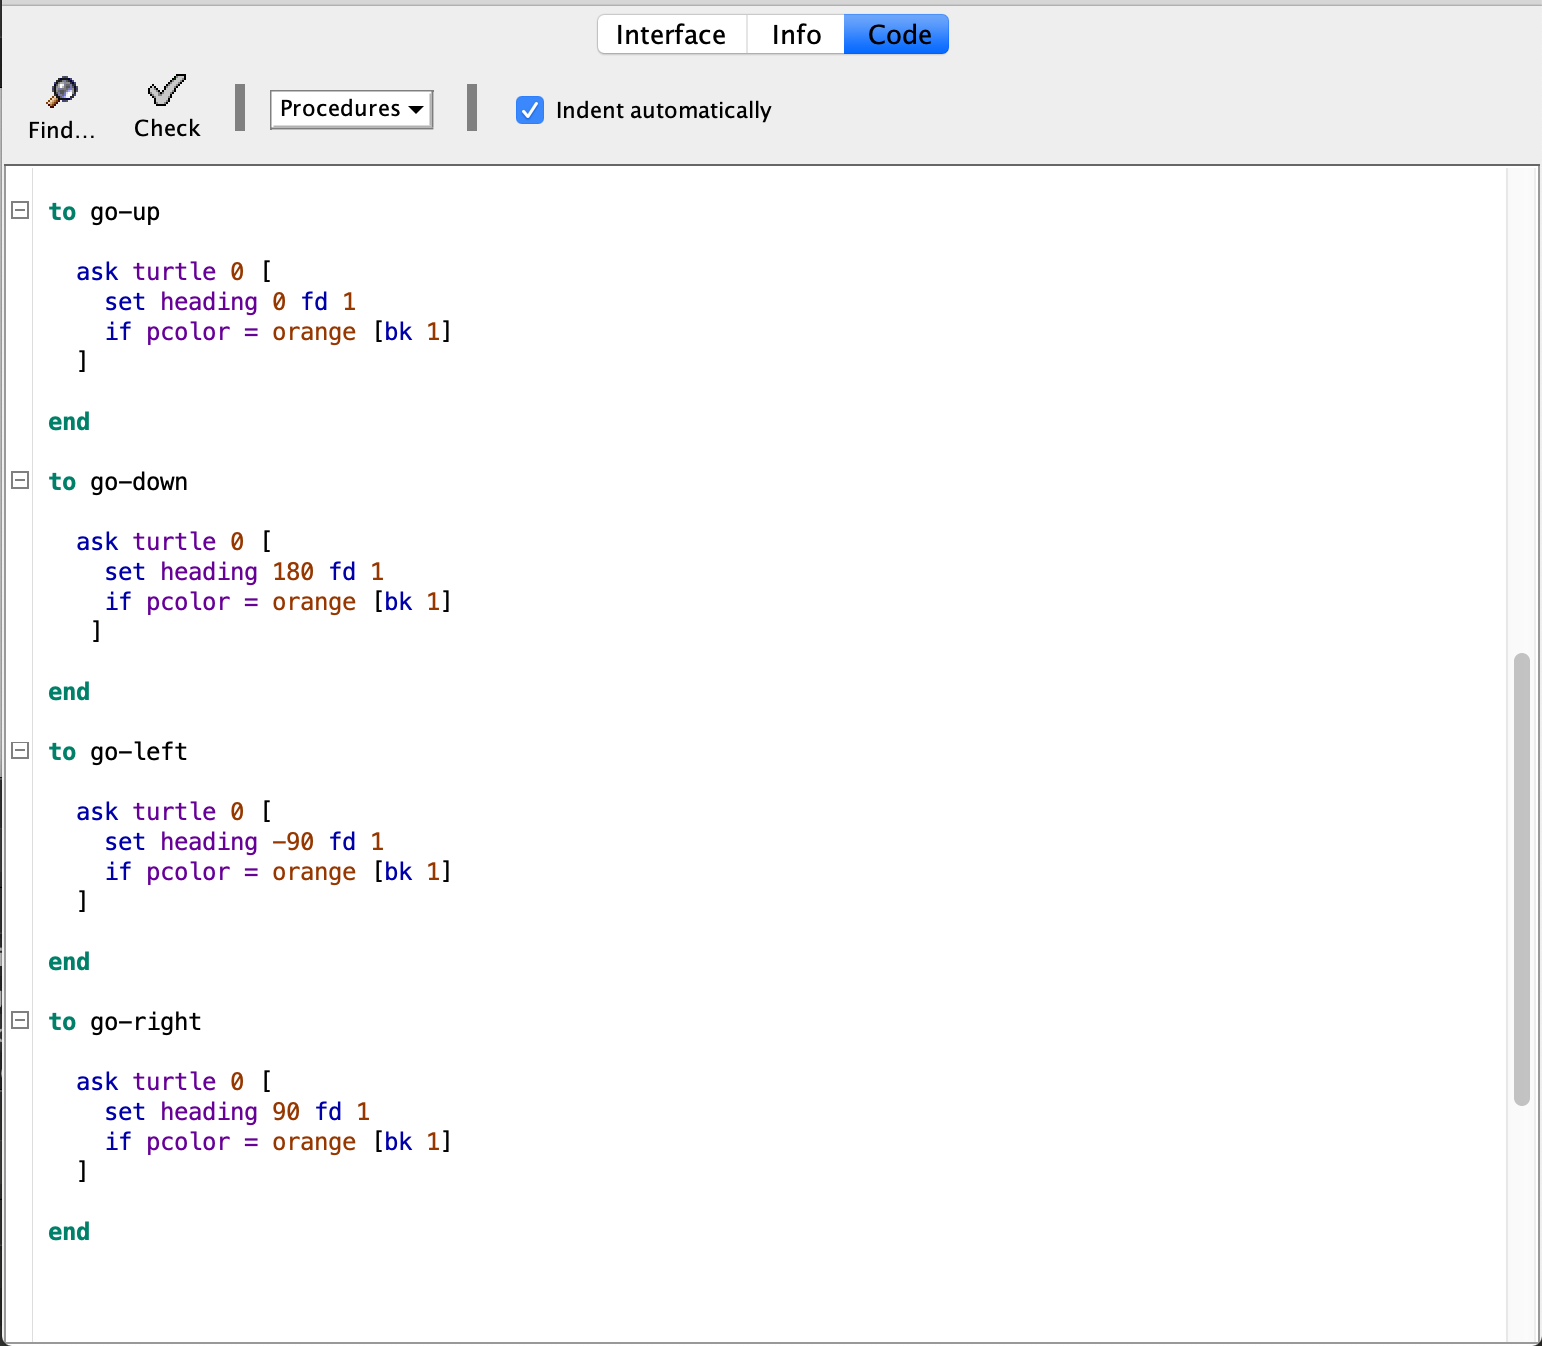 Interface Info Code
Find... Check Procedures Indent automatically
to go-up
ask turtle 0 [
set heading 0 fd 1
if pcolor = orange [bk 1]
]
end
to go-down
ask turtle 0 [
set heading 180 fd 1
if pcolor = orange [bk 1]
]
end
to go-left
ask turtle 0 [
set heading -90 fd 1
if pcolor = orange [bk 1]
]
end
to go-right
ask turtle 0 [
set heading 90 fd 1
if pcolor = orange [bk 1]
]
end